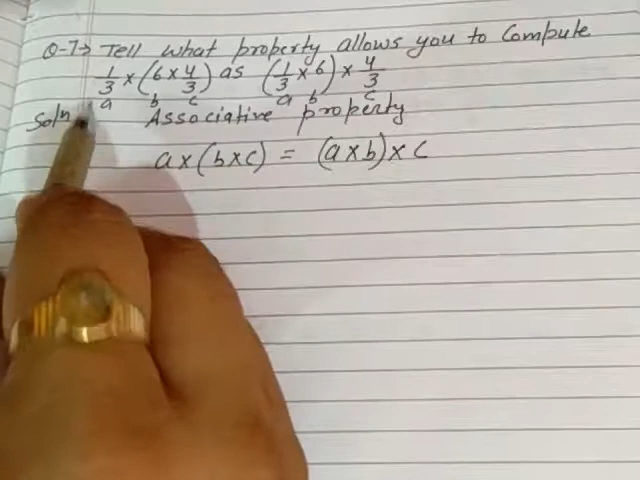 Q-7→ Tell what property allows you to compute
1/3 × (6 × 4/3) as (1/3 × 6) × 4/3
a b c a b c
Solⁿ Associative property
a × (b × c) = (a × b) × c